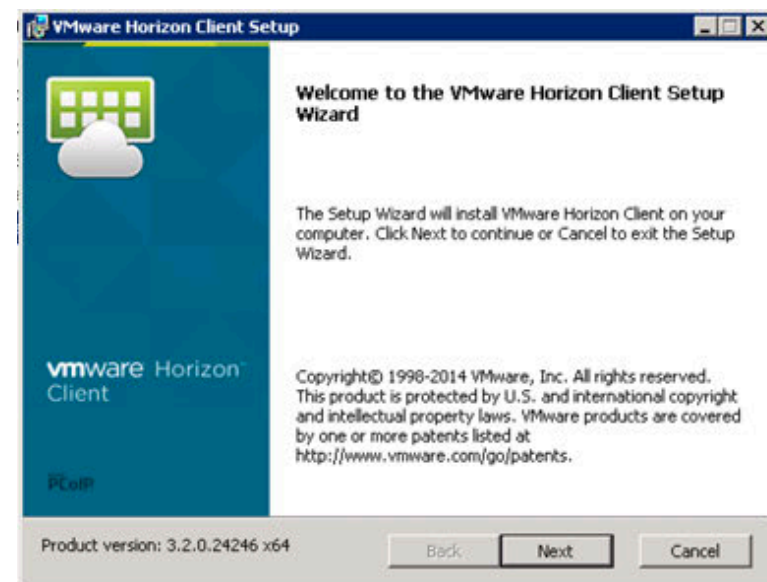 VMware Horizon Client Setup
Welcome to the VMware Horizon Client Setup
Wizard
The Setup Wizard will install VMware Horizon Client on your
computer. Click Next to continue or Cancel to exit the Setup
Wizard.
vmware Horizon™
Client
Copyright© 1998-2014 VMware, Inc. All rights reserved.
This product is protected by U.S. and international copyright
and intellectual property laws. VMware products are covered
by one or more patents listed at
http://www.vmware.com/go/patents.
PCoIP
Product version: 3.2.0.24246 x64
Back
Next
Cancel